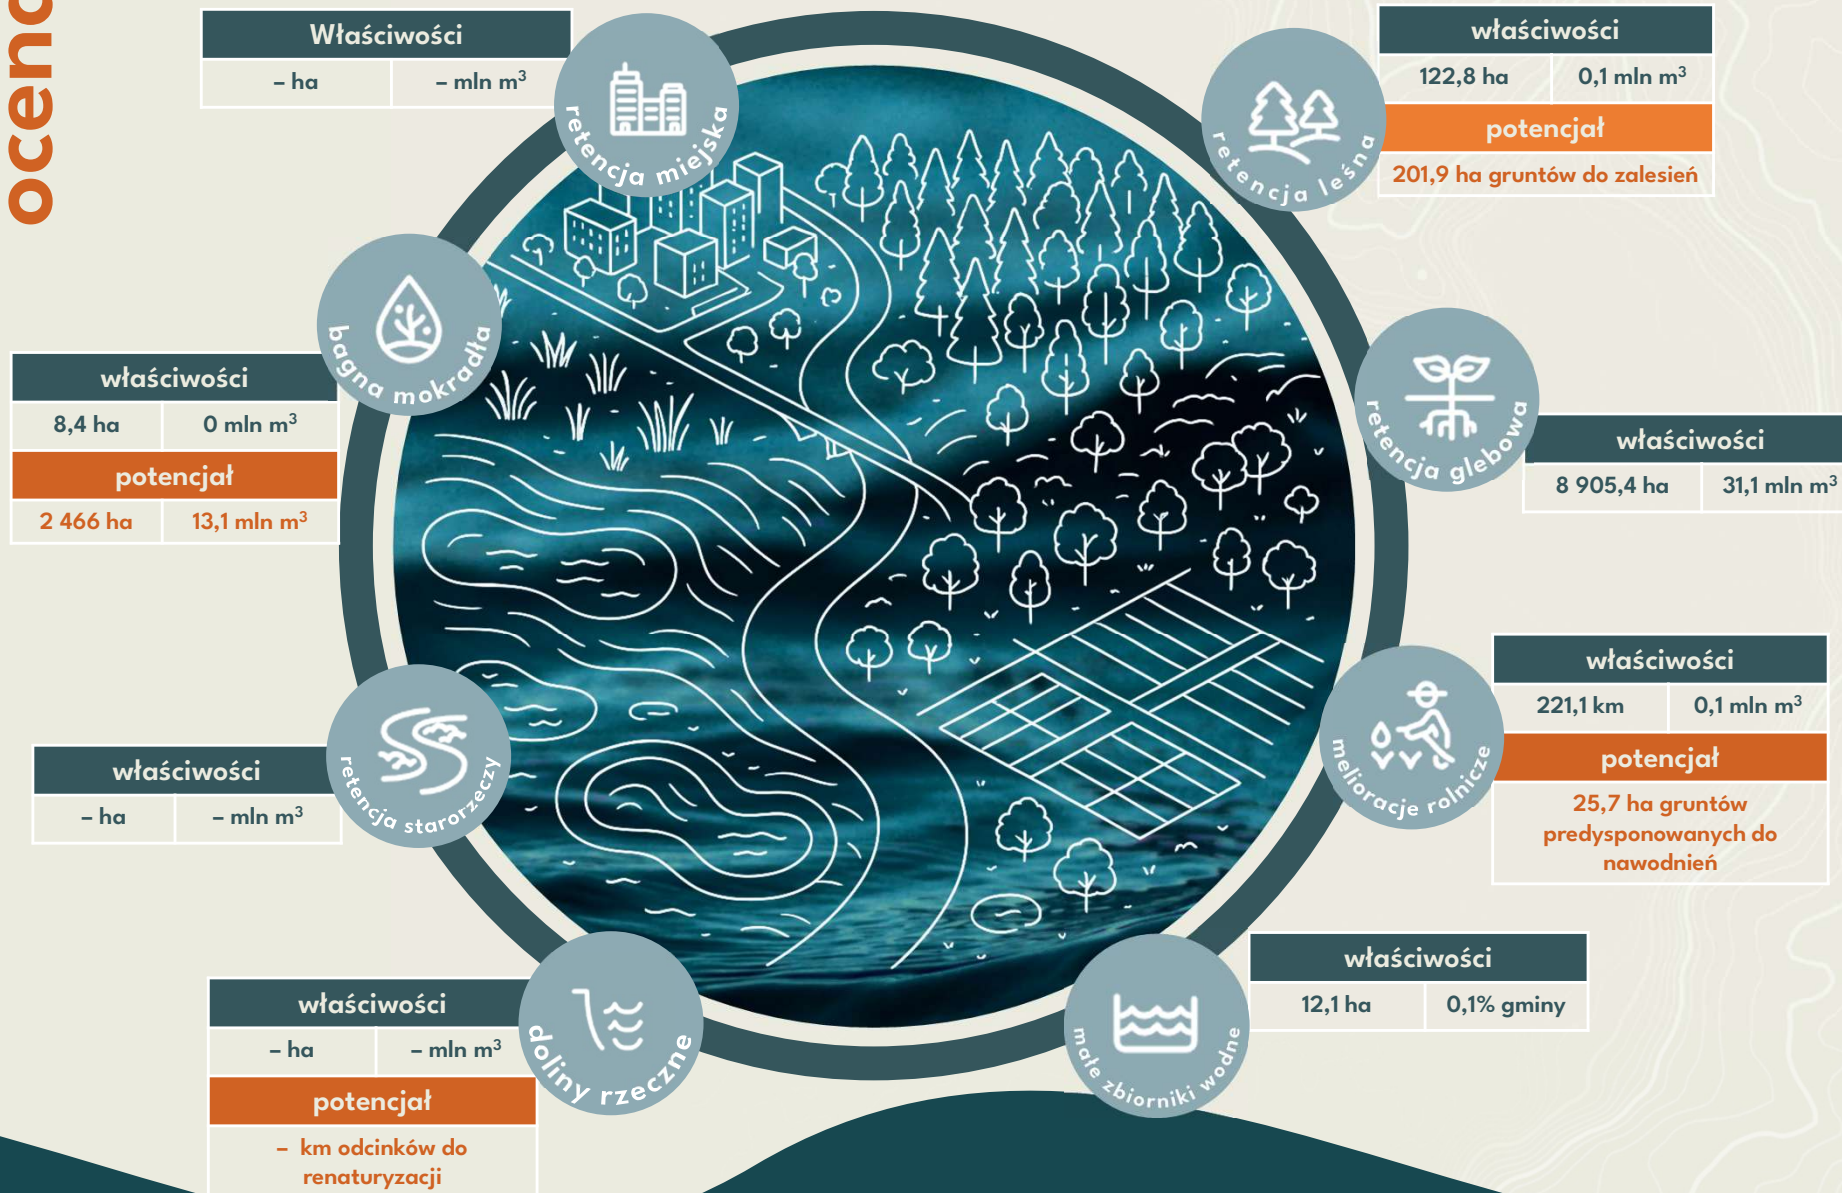 ocena
Właściwości
– ha – mln m³
retencja miejska
właściwości
122,8 ha 0,1 mln m³
potencjał
201,9 ha gruntów do zalesień
retencja leśna
bagna mokradła
właściwości
8,4 ha 0 mln m³
potencjał
2 466 ha 13,1 mln m³
retencja glebowa
właściwości
8 905,4 ha 31,1 mln m³
właściwości
221,1 km 0,1 mln m³
potencjał
25,7 ha gruntów
predysponowanych do
nawodnień
melioracje rolnicze
właściwości
– ha – mln m³
retencja starorzeczy
właściwości
12,1 ha 0,1% gminy
małe zbiorniki wodne
właściwości
– ha – mln m³
potencjał
– km odcinków do
renaturyzacji
doliny rzeczne